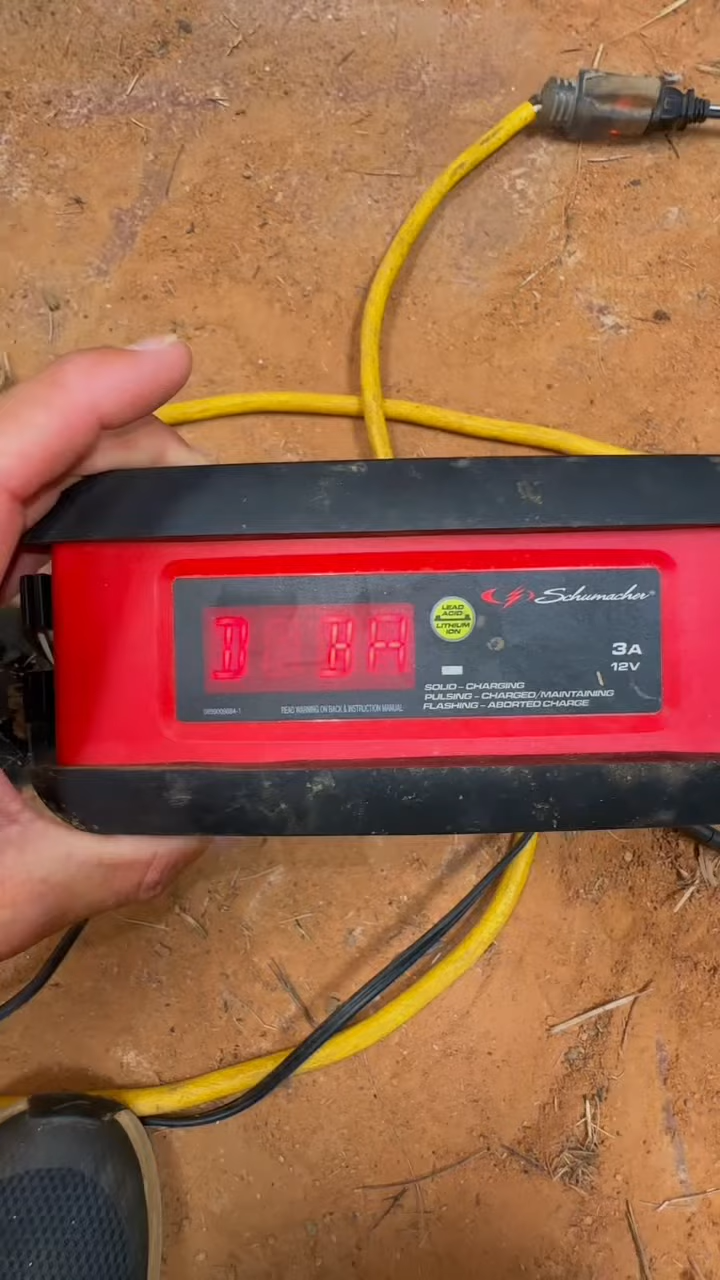 D BA
LEAD
ACID
LITHIUM
ION
Schumacher®
3A
12V
SOLID – CHARGING
PULSING – CHARGED/MAINTAINING
FLASHING – ABORTED CHARGE
READ WARNING ON BACK & INSTRUCTION MANUAL